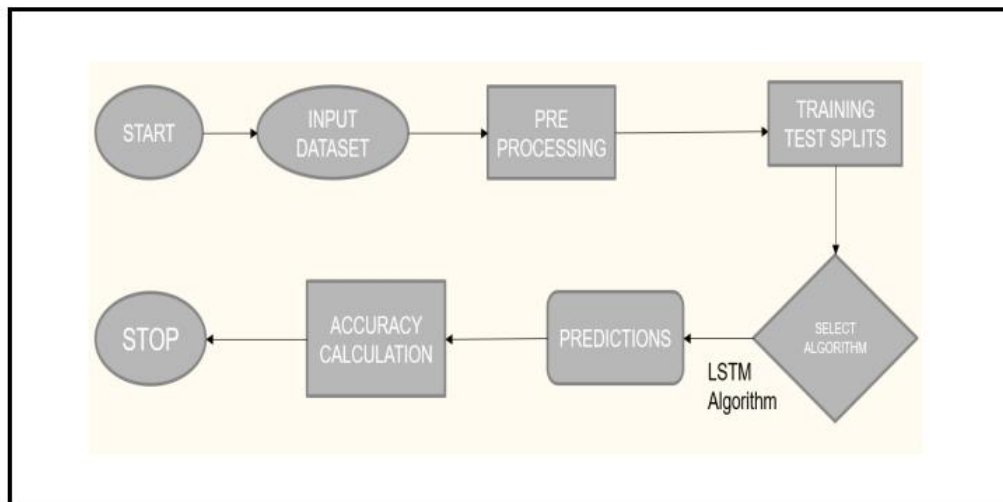 START
INPUT
DATASET
PRE
PROCESSING
TRAINING
TEST SPLITS
SELECT
ALGORITHM
LSTM
Algorithm
PREDICTIONS
ACCURACY
CALCULATION
STOP